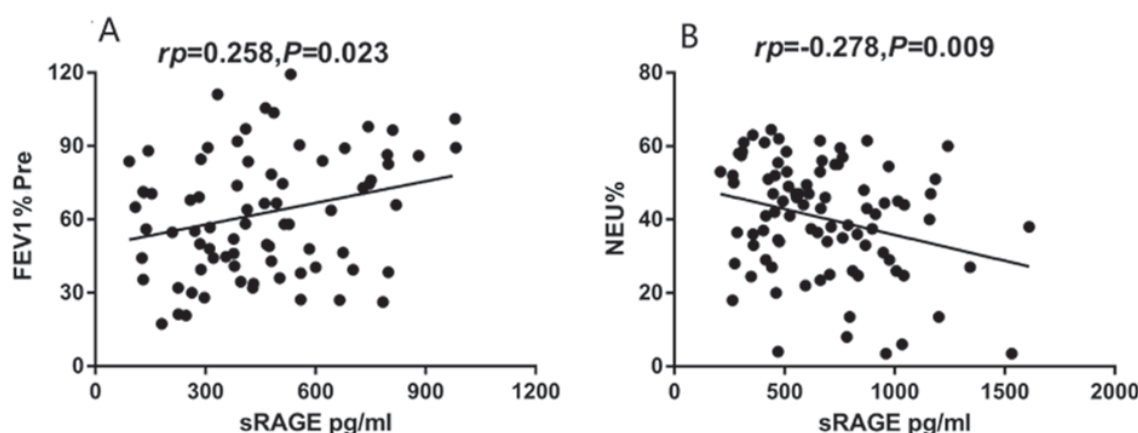 A
rp=0.258,P=0.023
120
90
60
30
0
FEV1% Pre
0 300 600 900 1200
sRAGE pg/ml
B
rp=-0.278,P=0.009
80
60
40
20
0
NEU%
0 500 1000 1500 2000
sRAGE pg/ml